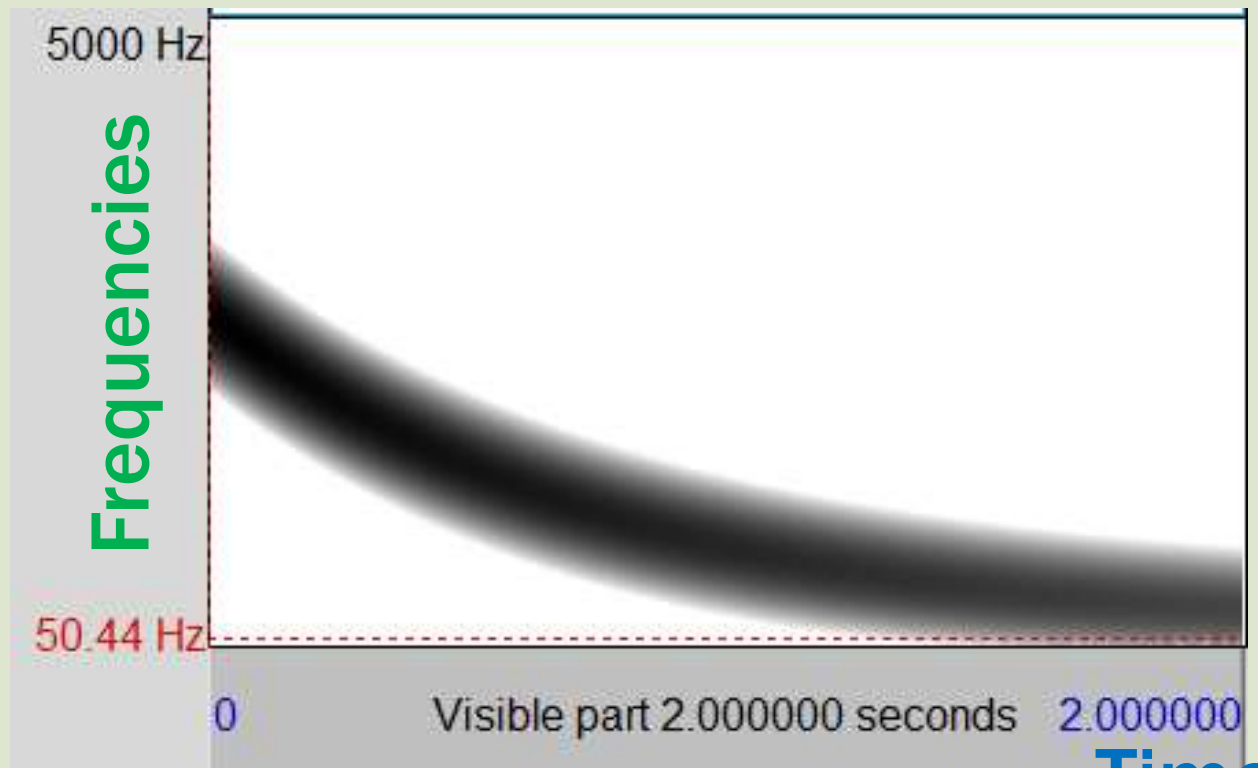 5000 Hz
Frequencies
50.44 Hz
0
Visible part 2.000000 seconds
2.000000